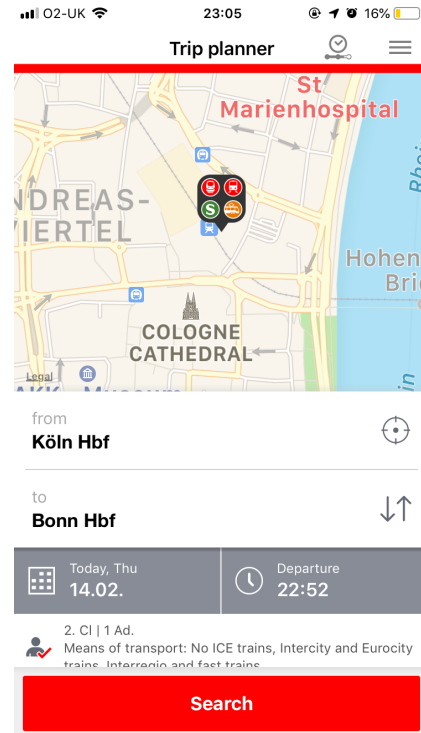 O2-UK 23:05 16%
Trip planner
St
Marienhospital
NDREAS-
VIERTEL
S
Hohen
Bri
COLOGNE
CATHEDRAL
Legal
from
Köln Hbf
to
Bonn Hbf
Today, Thu
14.02.
Departure
22:52
2. Cl | 1 Ad.
Means of transport: No ICE trains, Intercity and Eurocity
trains, Interregio and fast trains
Search